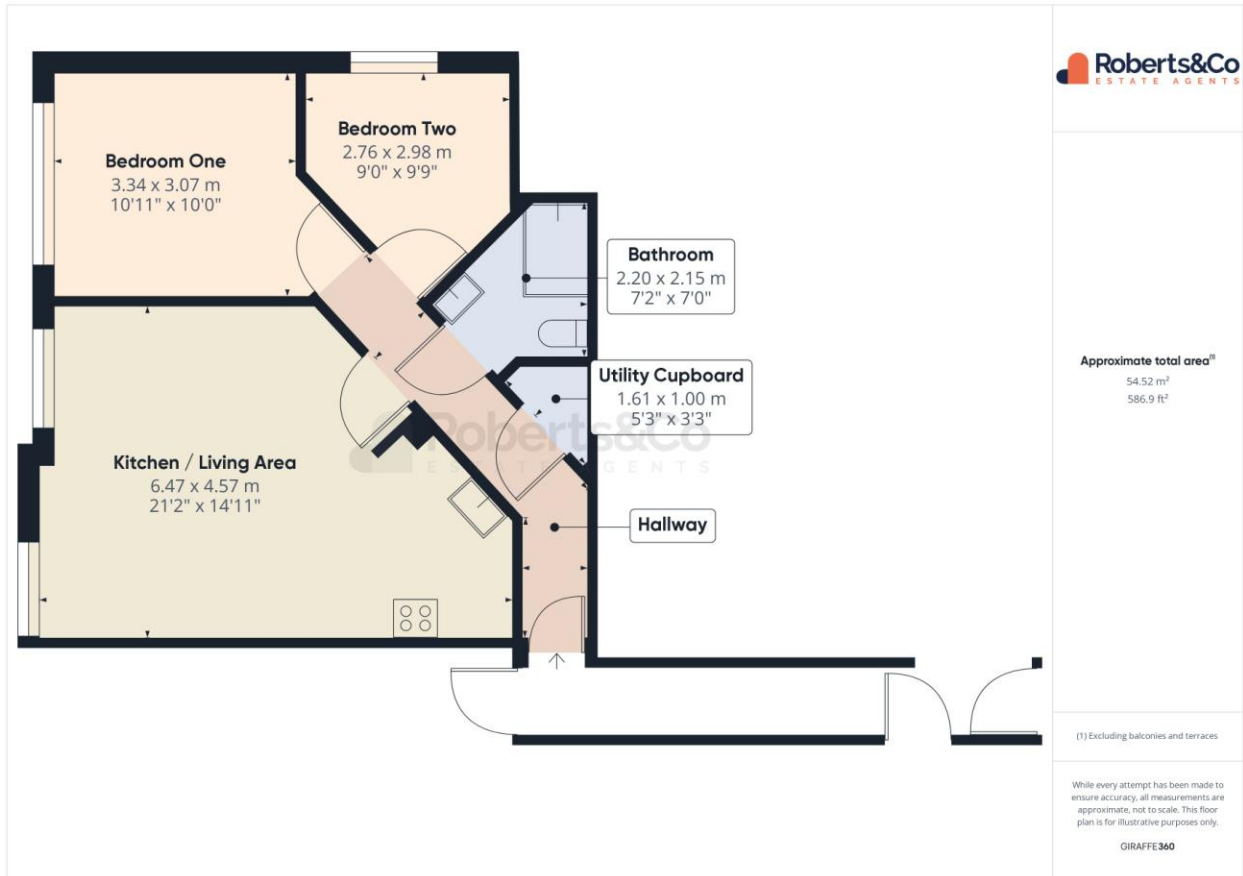 Roberts&Co
ESTATE AGENTS
Bedroom One
3.34 x 3.07 m
10'11" x 10'0"
Bedroom Two
2.76 x 2.98 m
9'0" x 9'9"
Bathroom
2.20 x 2.15 m
7'2" x 7'0"
Utility Cupboard
1.61 x 1.00 m
5'3" x 3'3"
Roberts&Co
ESTATE AGENTS
Kitchen / Living Area
6.47 x 4.57 m
21'2" x 14'11"
Hallway
Approximate total area(1)
54.52 m²
586.9 ft²
(1) Excluding balconies and terraces
While every attempt has been made to
ensure accuracy, all measurements are
approximate, not to scale. This floor
plan is for illustrative purposes only.
GIRAFFE360